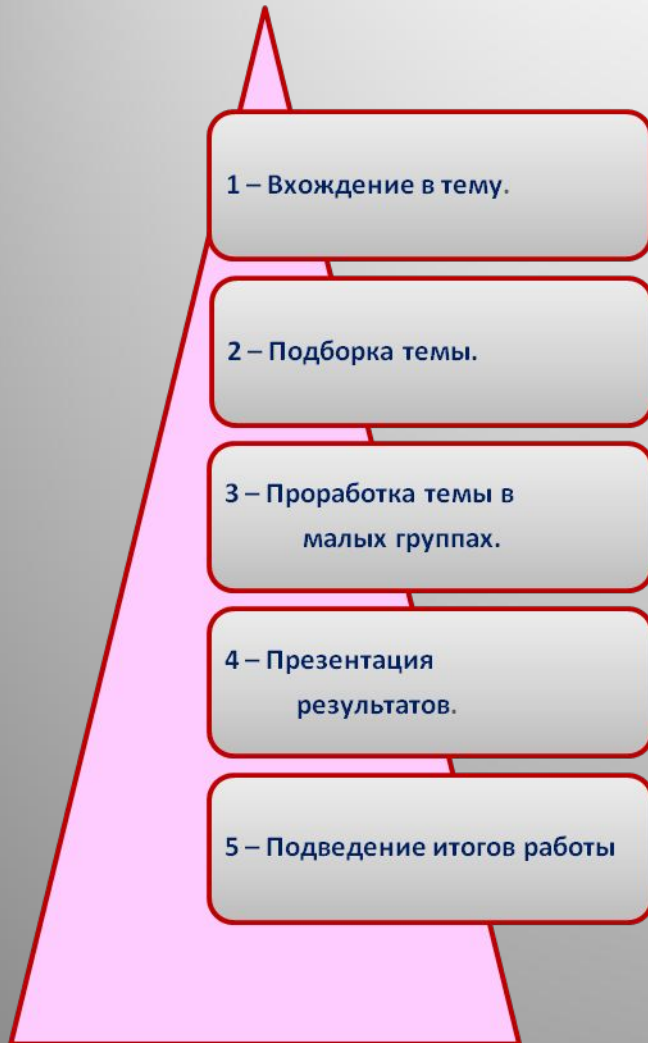 1 – Вхождение в тему.
2 – Подборка темы.
3 – Проработка темы в
малых группах.
4 – Презентация
результатов.
5 – Подведение итогов работы